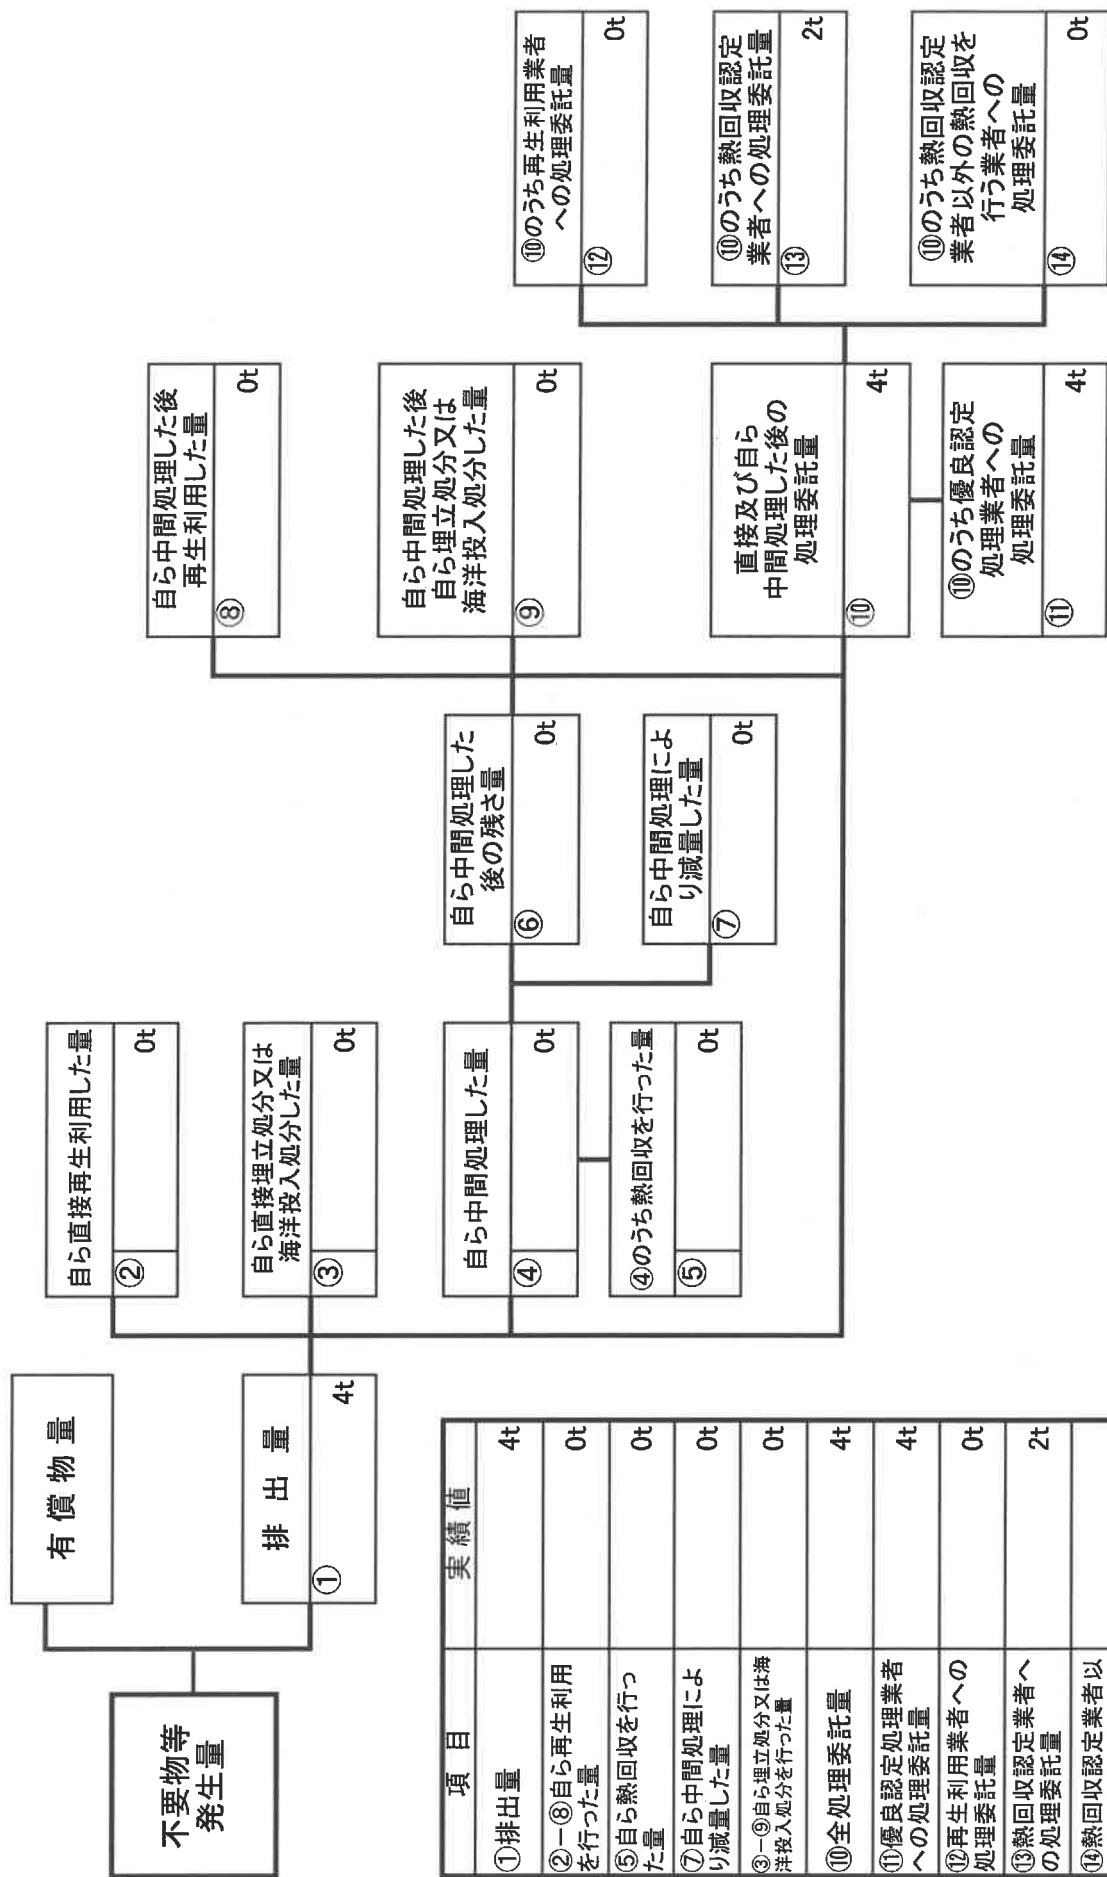 不要物等
発生量
有償物量
排出量
①
4t
自ら直接再生利用した量
②
0t
自ら直接埋立処分又は
海洋投入処分した量
③
0t
自ら中間処理した量
④
0t
④のうち熱回収を行った量
⑤
0t
自ら中間処理した
後の残さ量
⑥
0t
自ら中間処理によ
り減量した量
⑦
0t
自ら中間処理した後
再生利用した量
⑧
0t
自ら中間処理した後
自ら埋立処分又は
海洋投入処分した量
⑨
0t
直接及び自ら
中間処理した後の
処理委託量
⑩
4t
⑩のうち優良認定
処理業者への
処理委託量
⑪
4t
⑩のうち再生利用業者
への処理委託量
⑫
0t
⑩のうち熱回収認定
業者への処理委託量
⑬
2t
⑩のうち熱回収認定
業者以外の熱回収を
行う業者への
処理委託量
⑭
0t
項目 実績値
①排出量 4t
②ー⑧自ら再生利用
を行った量 0t
⑤自ら熱回収を行っ
た量 0t
⑦自ら中間処理によ
り減量した量 0t
③ー⑨自ら埋立処分又は海
洋投入処分を行った量 0t
⑩全処理委託量 4t
⑪優良認定処理業者
への処理委託量 4t
⑫再生利用業者への
処理委託量 0t
⑬熱回収認定業者へ
の処理委託量 2t
⑭熱回収認定業者以